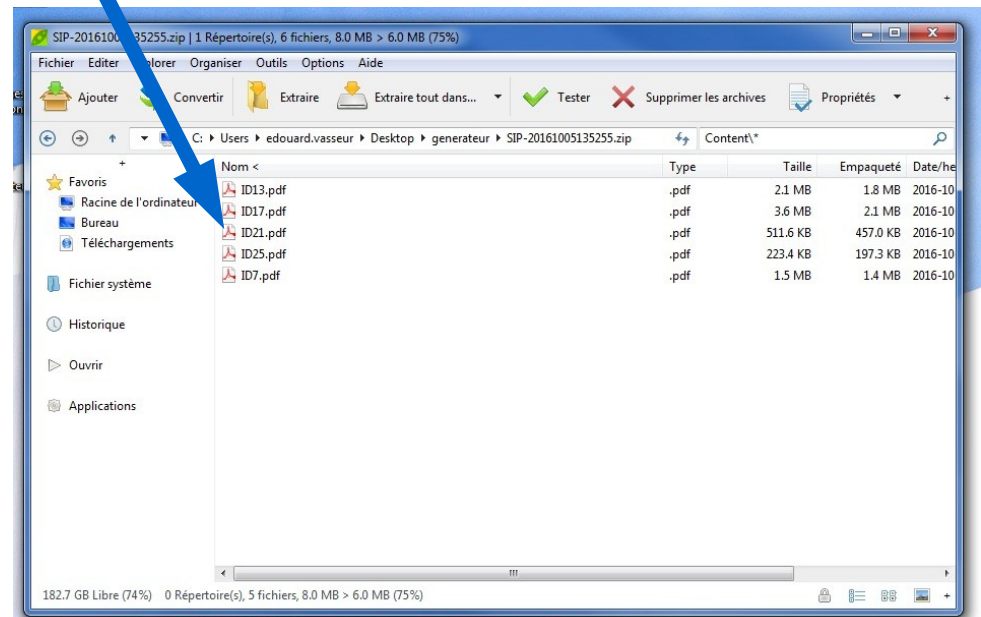 SIP-20161005135255.zip | 1 Répertoire(s), 6 fichiers, 8.0 MB > 6.0 MB (75%)
Fichier Editer Organiser Outils Options Aide
Ajouter Convertir Extraire Extraire tout dans... Tester Supprimer les archives Propriétés +
C: Users edouard.vasseur Desktop generateur SIP-20161005135255.zip Content\*
+ Nom < Type Taille Empaqueté Date/he
Favoris
ID13.pdf .pdf 2.1 MB 1.8 MB 2016-10
Racine de l'ordinateur
ID17.pdf .pdf 3.6 MB 2.1 MB 2016-10
Bureau
ID21.pdf .pdf 511.6 KB 457.0 KB 2016-10
Téléchargements
ID25.pdf .pdf 223.4 KB 197.3 KB 2016-10
ID7.pdf .pdf 1.5 MB 1.4 MB 2016-10
Fichier système
Historique
Ouvrir
Applications
182.7 GB Libre (74%) 0 Répertoire(s), 5 fichiers, 8.0 MB > 6.0 MB (75%) +